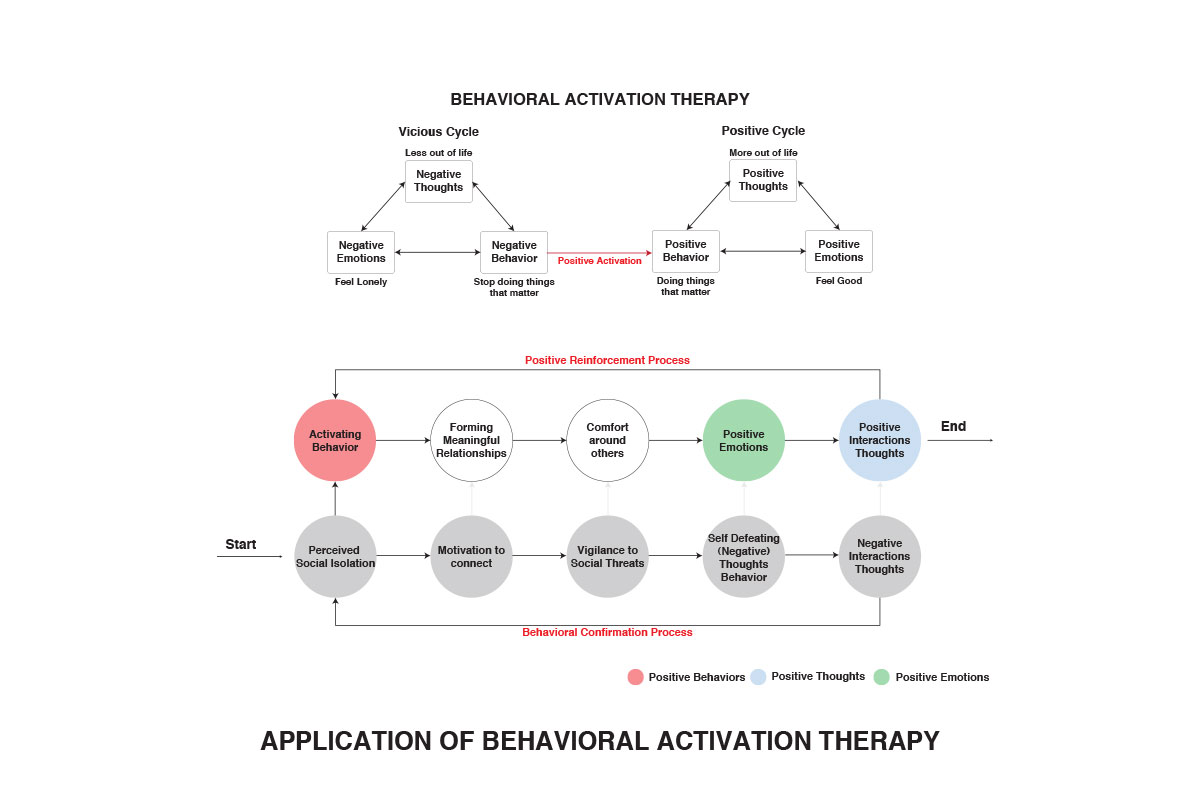 BEHAVIORAL ACTIVATION THERAPY
Vicious Cycle
Less out of life
Negative
Thoughts
Negative
Emotions
Feel Lonely
Negative
Behavior
Stop doing things
that matter
Positive Activation
Positive Cycle
More out of life
Positive
Thoughts
Positive
Behavior
Doing things
that matter
Positive
Emotions
Feel Good
Positive Reinforcement Process
Activating
Behavior
Forming
Meaningful
Relationships
Comfort
around
others
Positive
Emotions
Positive
Interactions
Thoughts
End
Start
Perceived
Social Isolation
Motivation to
connect
Vigilance to
Social Threats
Self Defeating
(Negative)
Thoughts
Behavior
Negative
Interactions
Thoughts
Behavioral Confirmation Process
Positive Behaviors
Positive Thoughts
Positive Emotions
APPLICATION OF BEHAVIORAL ACTIVATION THERAPY